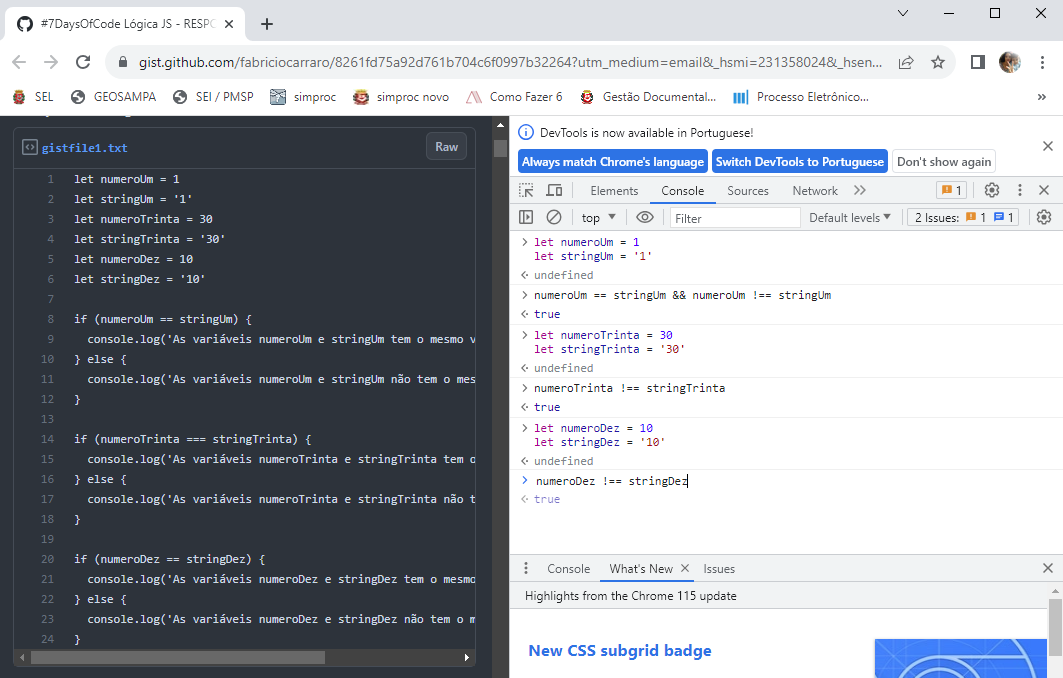 #7DaysOfCode Lógica JS - RESPO
gist.github.com/fabriciocarraro/8261fd75a92d761b704c6f0997b32264?utm_medium=email&_hsmi=231358024&_hsen...
SEL
GEOSAMPA
SEI / PMSP
simproc
simproc novo
Como Fazer 6
Gestão Documental...
Processo Eletrônico...
»
gistfile1.txt
Raw
1 let numeroUm = 1
2 let stringUm = '1'
3 let numeroTrinta = 30
4 let stringTrinta = '30'
5 let numeroDez = 10
6 let stringDez = '10'
7
8 if (numeroUm == stringUm) {
9 console.log('As variáveis numeroUm e stringUm tem o mesmo v
10 } else {
11 console.log('As variáveis numeroUm e stringUm não tem o mes
12 }
13
14 if (numeroTrinta === stringTrinta) {
15 console.log('As variáveis numeroTrinta e stringTrinta tem o
16 } else {
17 console.log('As variáveis numeroTrinta e stringTrinta não t
18 }
19
20 if (numeroDez == stringDez) {
21 console.log('As variáveis numeroDez e stringDez tem o mesmo
22 } else {
23 console.log('As variáveis numeroDez e stringDez não tem o m
24 }
DevTools is now available in Portuguese!
Always match Chrome's language
Switch DevTools to Portuguese
Don't show again
Elements
Console
Sources
Network
»
1
top
Filter
Default levels
2 Issues: 1 1
let numeroUm = 1
let stringUm = '1'
undefined
numeroUm == stringUm && numeroUm !== stringUm
true
let numeroTrinta = 30
let stringTrinta = '30'
undefined
numeroTrinta !== stringTrinta
true
let numeroDez = 10
let stringDez = '10'
undefined
numeroDez !== stringDez
true
Console
What's New
Issues
Highlights from the Chrome 115 update
New CSS subgrid badge